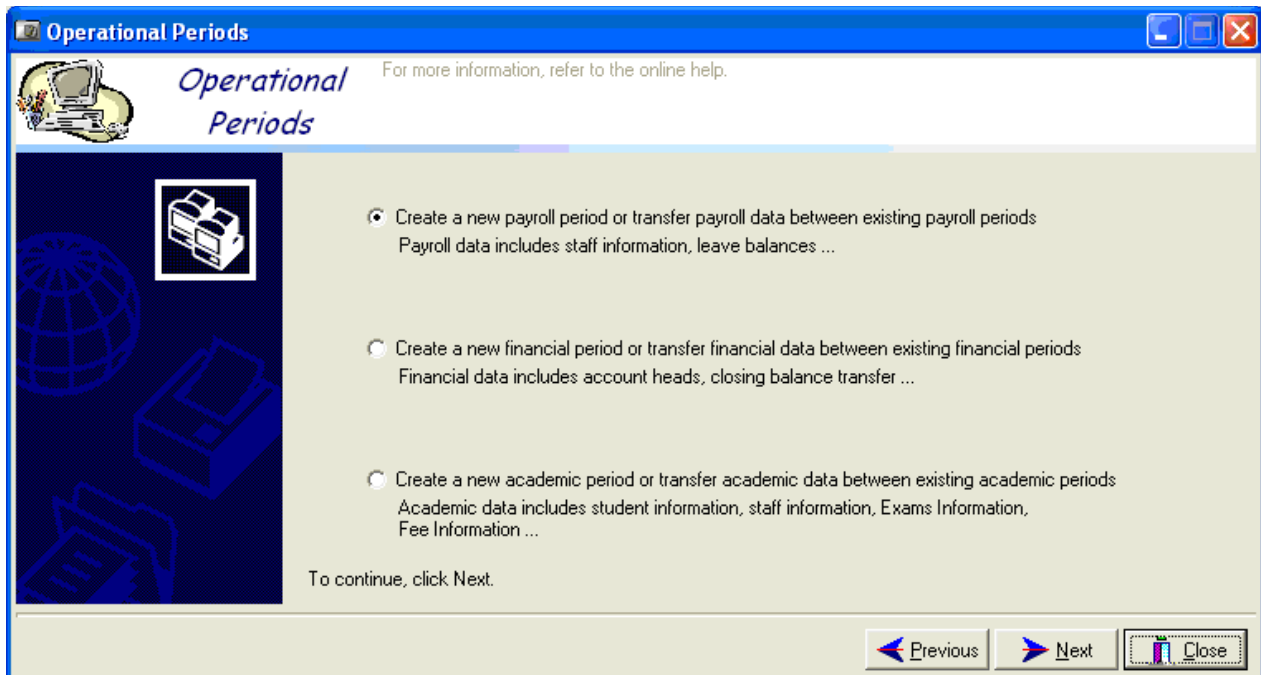 Operational Periods
Operational
Periods
For more information, refer to the online help.
Create a new payroll period or transfer payroll data between existing payroll periods
Payroll data includes staff information, leave balances ...
Create a new financial period or transfer financial data between existing financial periods
Financial data includes account heads, closing balance transfer ...
Create a new academic period or transfer academic data between existing academic periods
Academic data includes student information, staff information, Exams Information,
Fee Information ...
To continue, click Next.
Previous
Next
Close